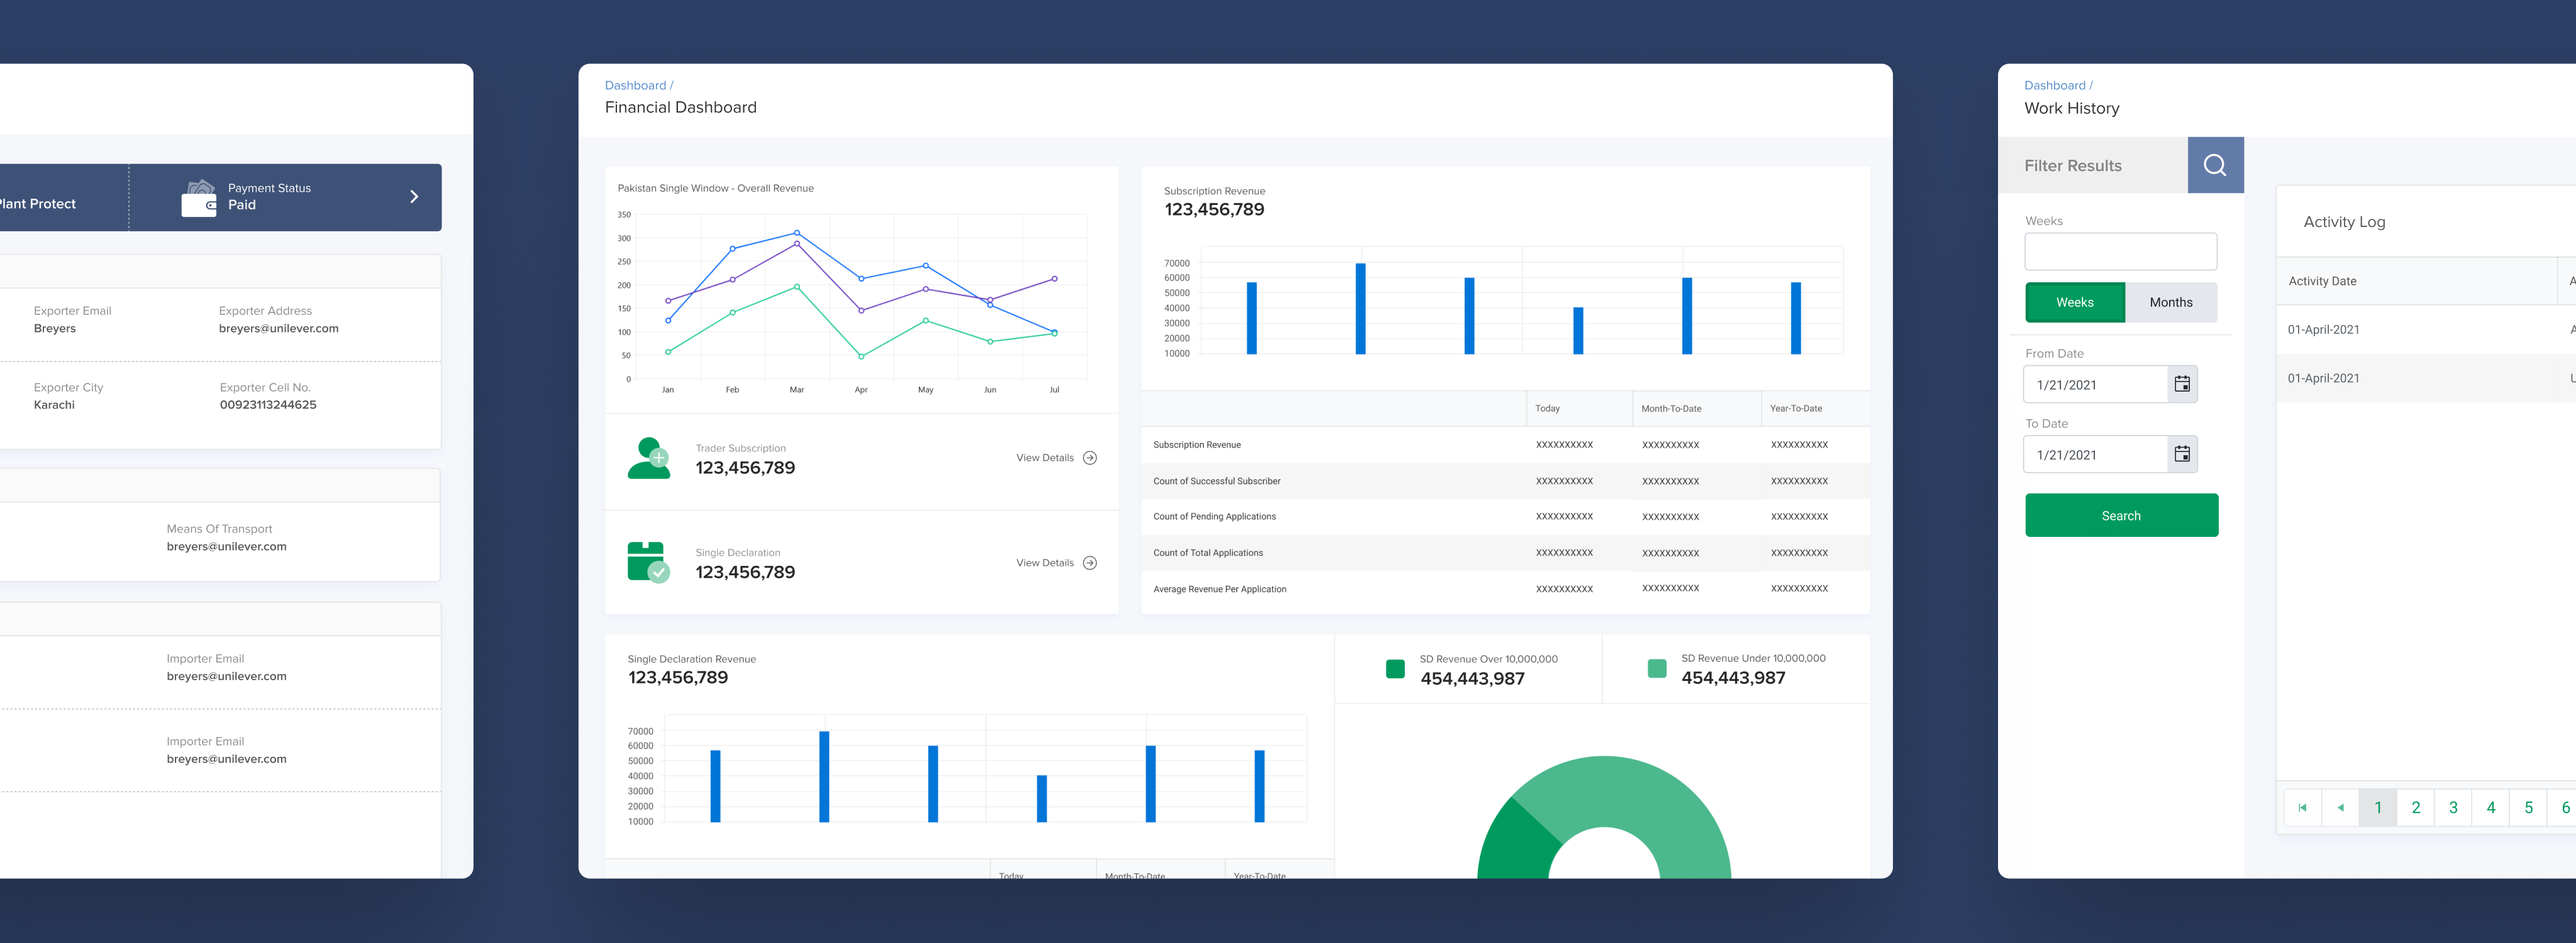 Plant Protect
Payment Status
Paid
Exporter Email
Breyers
Exporter Address
breyers@unilever.com
Exporter City
Karachi
Exporter Cell No.
00923113244625
Means Of Transport
breyers@unilever.com
Importer Email
breyers@unilever.com
Importer Email
breyers@unilever.com
Dashboard /
Financial Dashboard
Pakistan Single Window - Overall Revenue
350
300
250
200
150
100
50
0
Jan Feb Mar Apr May Jun Jul
Trader Subscription
123,456,789
View Details
Single Declaration
123,456,789
View Details
Subscription Revenue
123,456,789
70000
60000
50000
40000
30000
20000
10000
Today Month-To-Date Year-To-Date
Subscription Revenue XXXXXXXXXX XXXXXXXXXX XXXXXXXXXX
Count of Successful Subscriber XXXXXXXXXX XXXXXXXXXX XXXXXXXXXX
Count of Pending Applications XXXXXXXXXX XXXXXXXXXX XXXXXXXXXX
Count of Total Applications XXXXXXXXXX XXXXXXXXXX XXXXXXXXXX
Average Revenue Per Application XXXXXXXXXX XXXXXXXXXX XXXXXXXXXX
Single Declaration Revenue
123,456,789
70000
60000
50000
40000
30000
20000
10000
Today Month-To-Date Year-To-Date
SD Revenue Over 10,000,000
454,443,987
SD Revenue Under 10,000,000
454,443,987
Dashboard /
Work History
Filter Results
Weeks
Weeks Months
From Date
1/21/2021
To Date
1/21/2021
Search
Activity Log
Activity Date
01-April-2021
01-April-2021
1 2 3 4 5 6